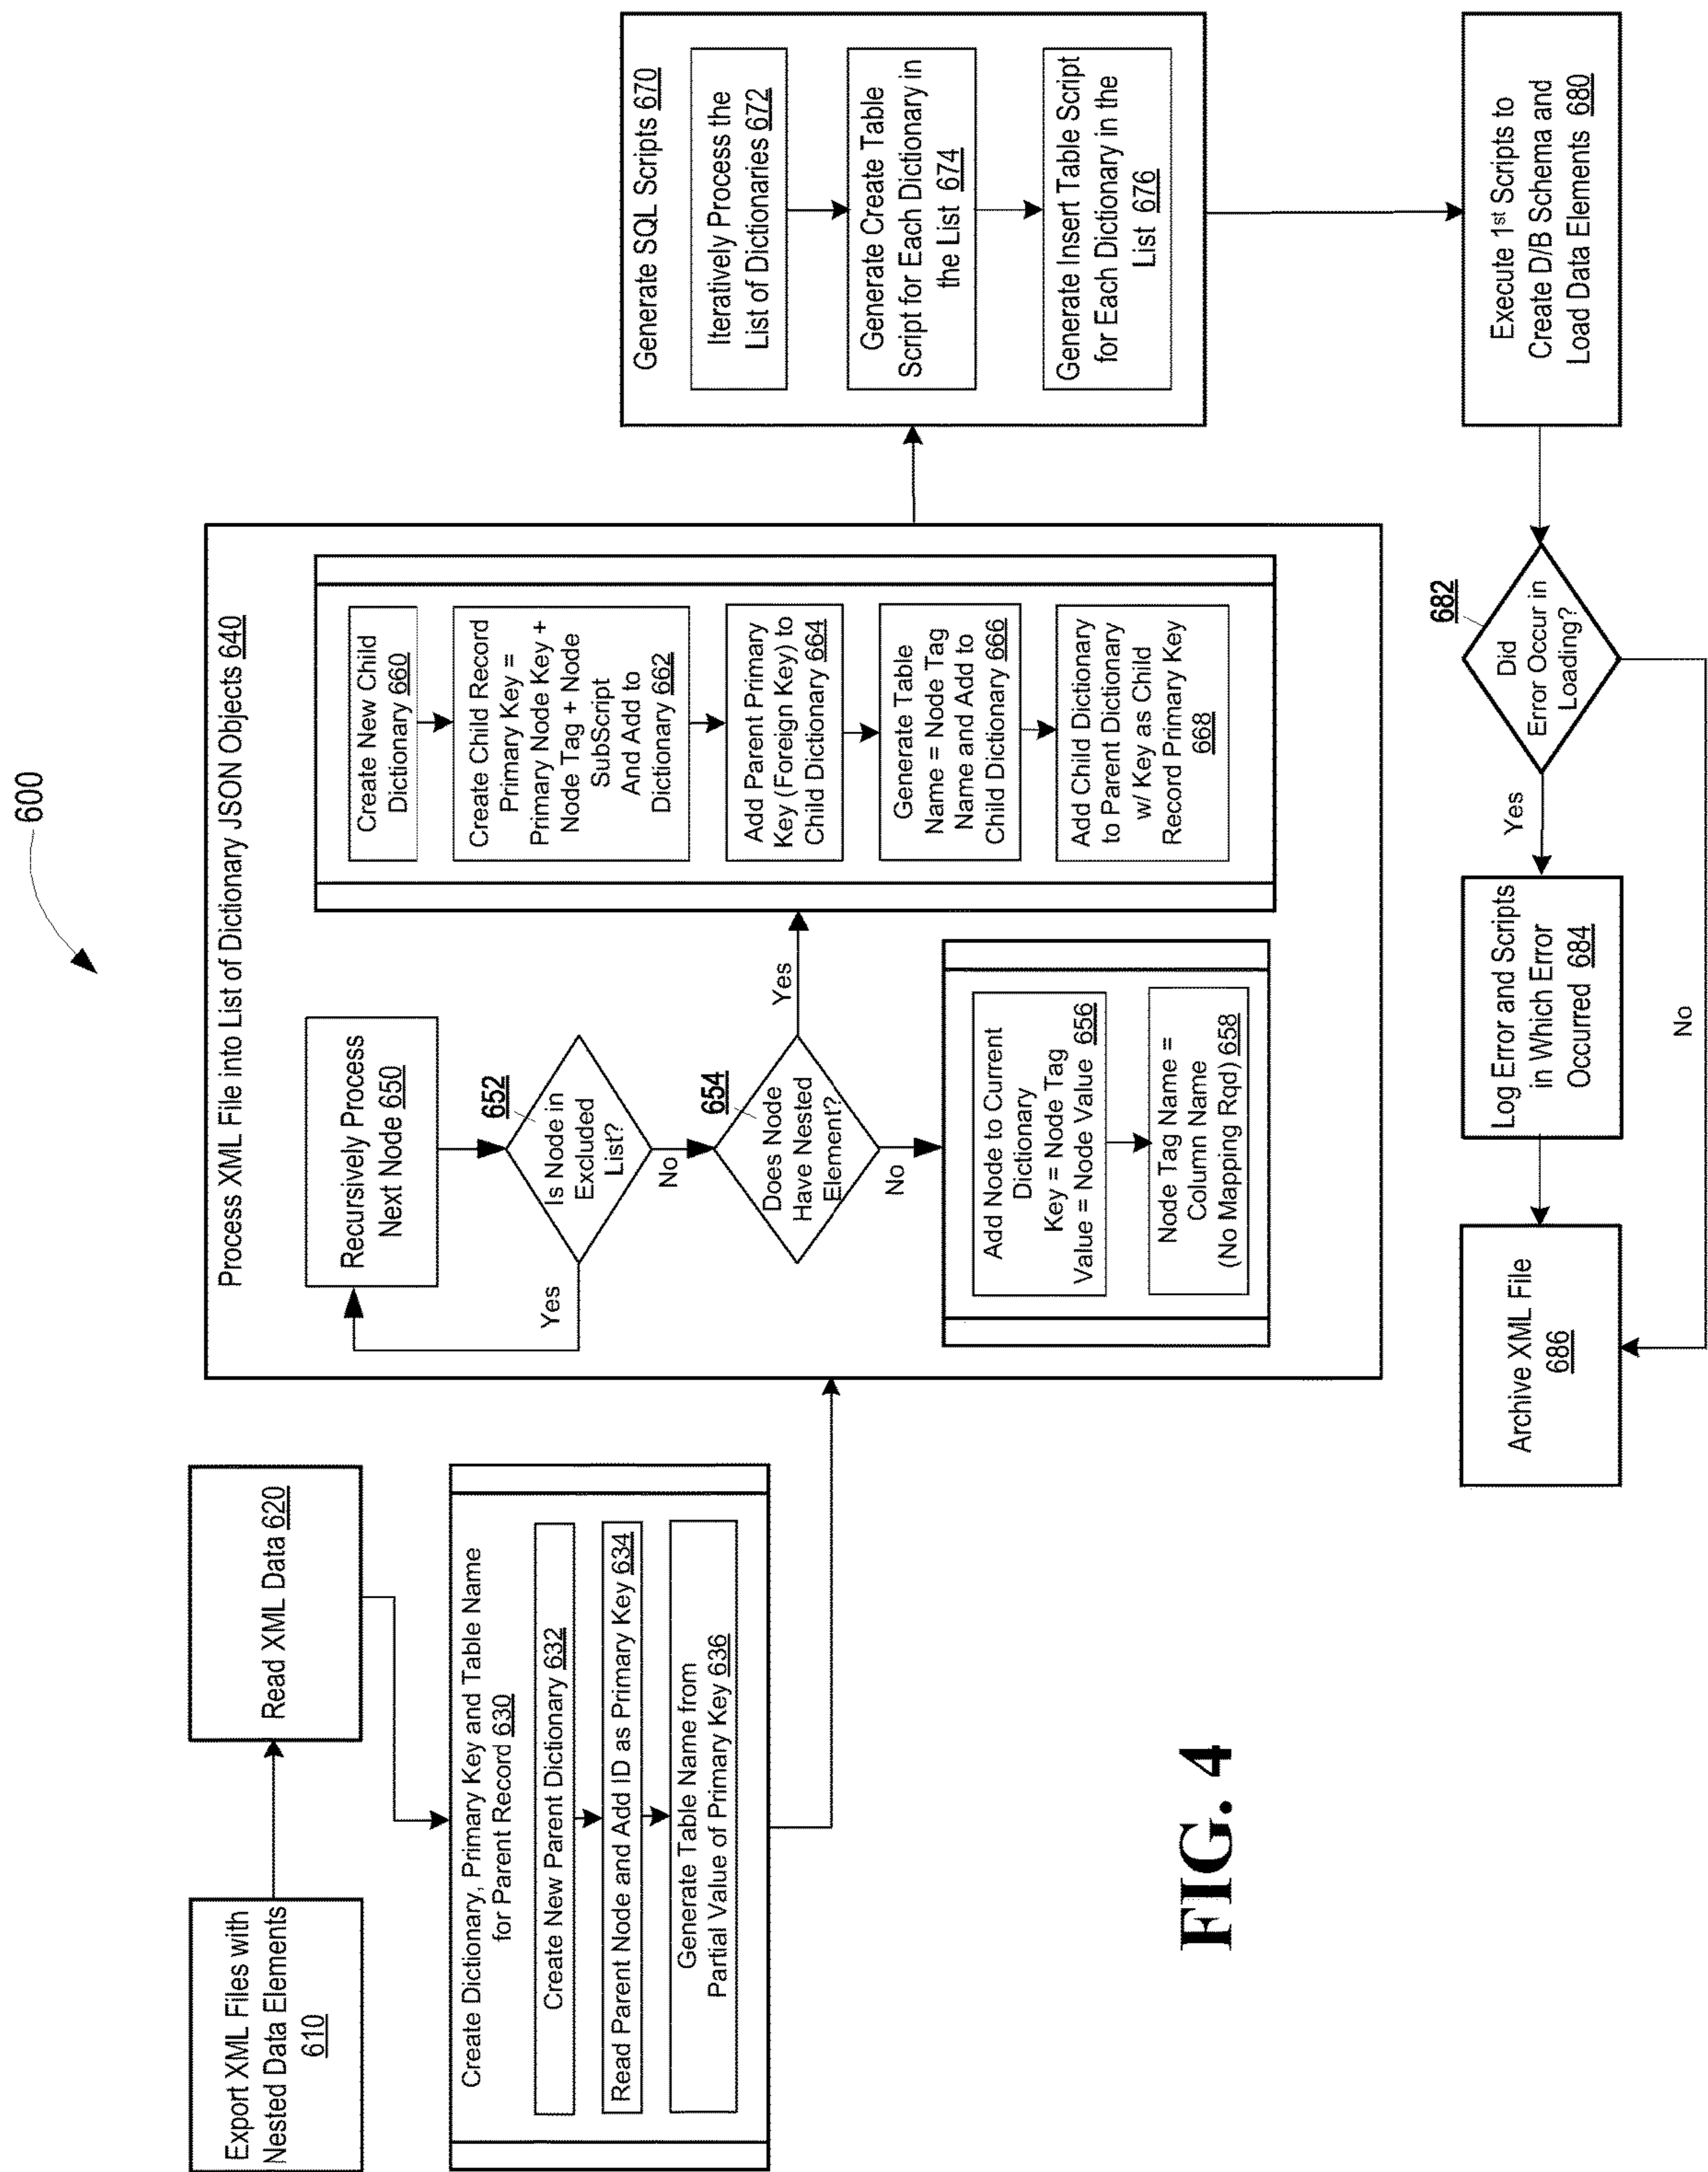 600
Export XML Files with
Nested Data Elements
610
Read XML Data 620
Create Dictionary, Primary Key and Table Name
for Parent Record 630
Create New Parent Dictionary 632
Read Parent Node and Add ID as Primary Key 634
Generate Table Name from
Partial Value of Primary Key 636
Process XML File into List of Dictionary JSON Objects 640
Recursively Process
Next Node 650
652
Is Node in
Excluded
List?
Yes
No
654
Does Node
Have Nested
Element?
Yes
No
Add Node to Current
Dictionary
Key = Node Tag
Value = Node Value 656
Node Tag Name =
Column Name
(No Mapping Rqd) 658
Create New Child
Dictionary 660
Create Child Record
Primary Key =
Primary Node Key +
Node Tag + Node
SubScript
And Add to
Dictionary 662
Add Parent Primary
Key (Foreign Key) to
Child Dictionary 664
Generate Table
Name = Node Tag
Name and Add to
Child Dictionary 666
Add Child Dictionary
to Parent Dictionary
w/ Key as Child
Record Primary Key
668
Generate SQL Scripts 670
Iteratively Process the
List of Dictionaries 672
Generate Create Table
Script for Each Dictionary in
the List 674
Generate Insert Table Script
for Each Dictionary in the
List 676
Execute 1st Scripts to
Create D/B Schema and
Load Data Elements 680
682
Did
Error Occur in
Loading?
Yes
No
Log Error and Scripts
in Which Error
Occurred 684
Archive XML File
686
FIG. 4